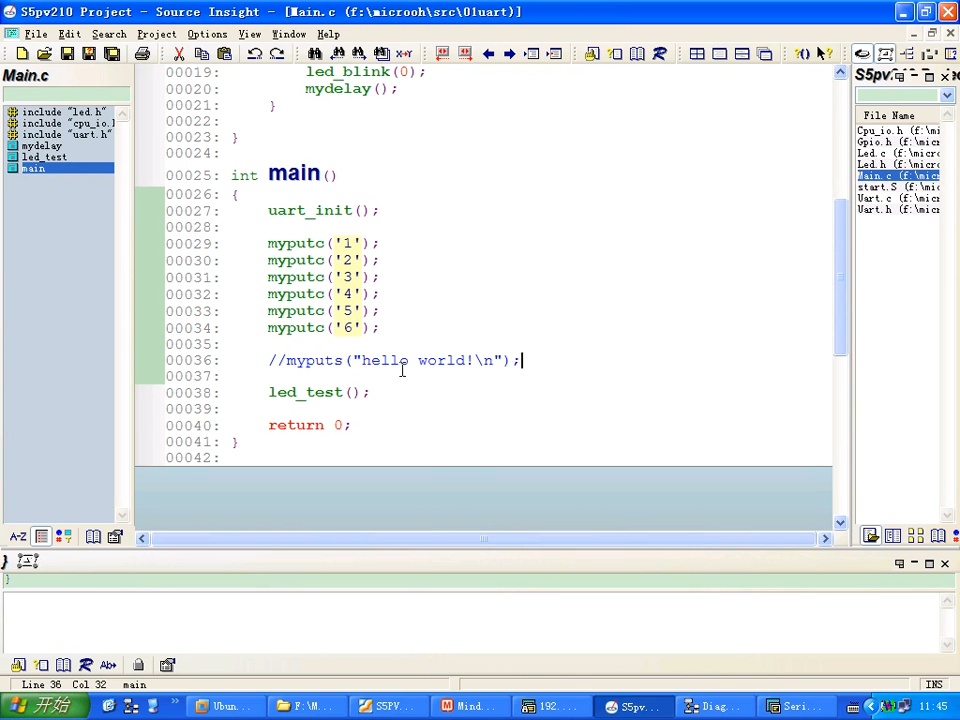 S5pv210 Project - Source Insight - [Main.c (f:\microoh\src\01uart)]
File Edit Search Project Options View Window Help
Main.c
include "led.h"
include "cpu_io.h
include "uart.h"
mydelay
led_test
main
00019: led_blink(0);
00020: mydelay();
00021: }
00022:
00023: }
00024:
00025: int main()
00026: {
00027: uart_init();
00028:
00029: myputc('1');
00030: myputc('2');
00031: myputc('3');
00032: myputc('4');
00033: myputc('5');
00034: myputc('6');
00035:
00036: //myputs("hello world!\n");
00037:
00038: led_test();
00039:
00040: return 0;
00041: }
00042:
S5pv
File Name
Cpu_io.h (f:\mi
Gpio.h (f:\mic
Led.c (f:\micro
Led.h (f:\micro
Main.c (f:\micr
start.S (f:\mic
Uart.c (f:\micr
Uart.h (f:\micr
A-Z
}
}
Line 36 Col 32 main
INS
开始
Ubun...
F:\M...
S5PV...
Mind...
192....
S5pv...
Diag...
Seri...
11:45